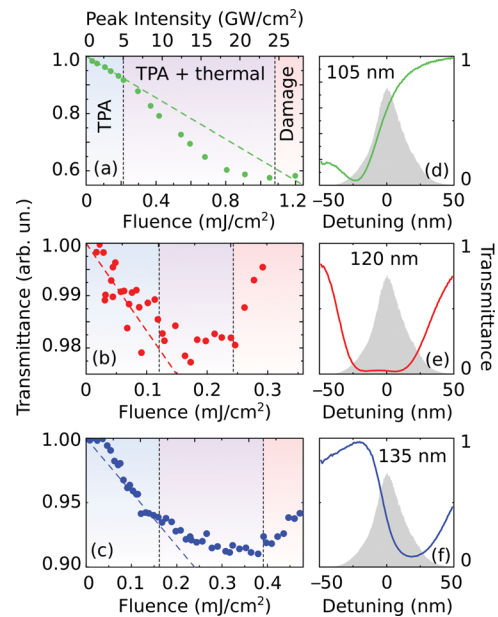 Peak Intensity (GW/cm²)
0 5 10 15 20 25
1.0
0.8
0.6
TPA
TPA + thermal
Damage
(a)
0 0.4 0.8 1.2
Fluence (mJ/cm²)
105 nm
1
0
(d)
−50 0 50
Detuning (nm)
Transmittance (arb. un.)
1.00
0.99
0.98
(b)
0 0.1 0.2 0.3
Fluence (mJ/cm²)
120 nm
1
0
(e)
−50 0 50
Detuning (nm)
Transmittance
1.00
0.95
0.90
(c)
0 0.2 0.4
Fluence (mJ/cm²)
135 nm
1
0
(f)
−50 0 50
Detuning (nm)